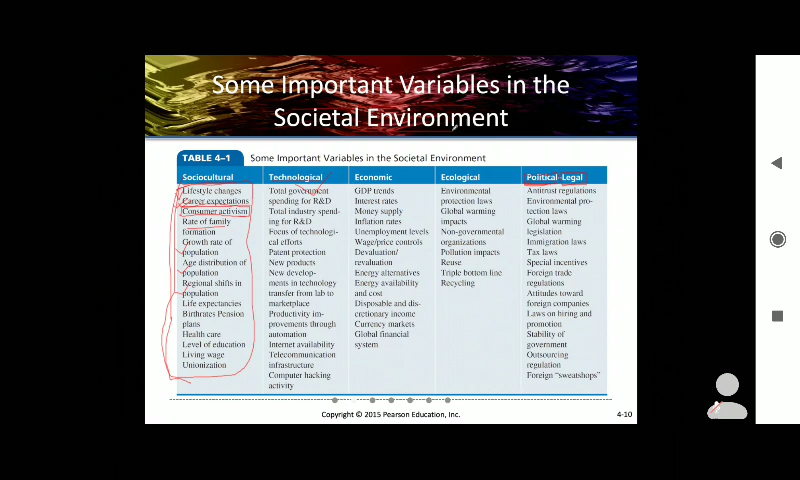 Some Important Variables in the
Societal Environment
TABLE 4–1 Some Important Variables in the Societal Environment
Sociocultural
Lifestyle changes
Career expectations
Consumer activism
Rate of family
formation
Growth rate of
population
Age distribution of
population
Regional shifts in
population
Life expectancies
Birthrates Pension
plans
Health care
Level of education
Living wage
Unionization
Technological
Total government
spending for R&D
Total industry spend-
ing for R&D
Focus of technologi-
cal efforts
Patent protection
New products
New develop-
ments in technology
transfer from lab to
marketplace
Productivity im-
provements through
automation
Internet availability
Telecommunication
infrastructure
Computer hacking
activity
Economic
GDP trends
Interest rates
Money supply
Inflation rates
Unemployment levels
Wage/price controls
Devaluation/
revaluation
Energy alternatives
Energy availability
and cost
Disposable and dis-
cretionary income
Currency markets
Global financial
system
Ecological
Environmental
protection laws
Global warming
impacts
Non-governmental
organizations
Pollution impacts
Reuse
Triple bottom line
Recycling
Political–Legal
Antitrust regulations
Environmental pro-
tection laws
Global warming
legislation
Immigration laws
Tax laws
Special incentives
Foreign trade
regulations
Attitudes toward
foreign companies
Laws on hiring and
promotion
Stability of
government
Outsourcing
regulation
Foreign “sweatshops”
Copyright © 2015 Pearson Education, Inc.
4-10